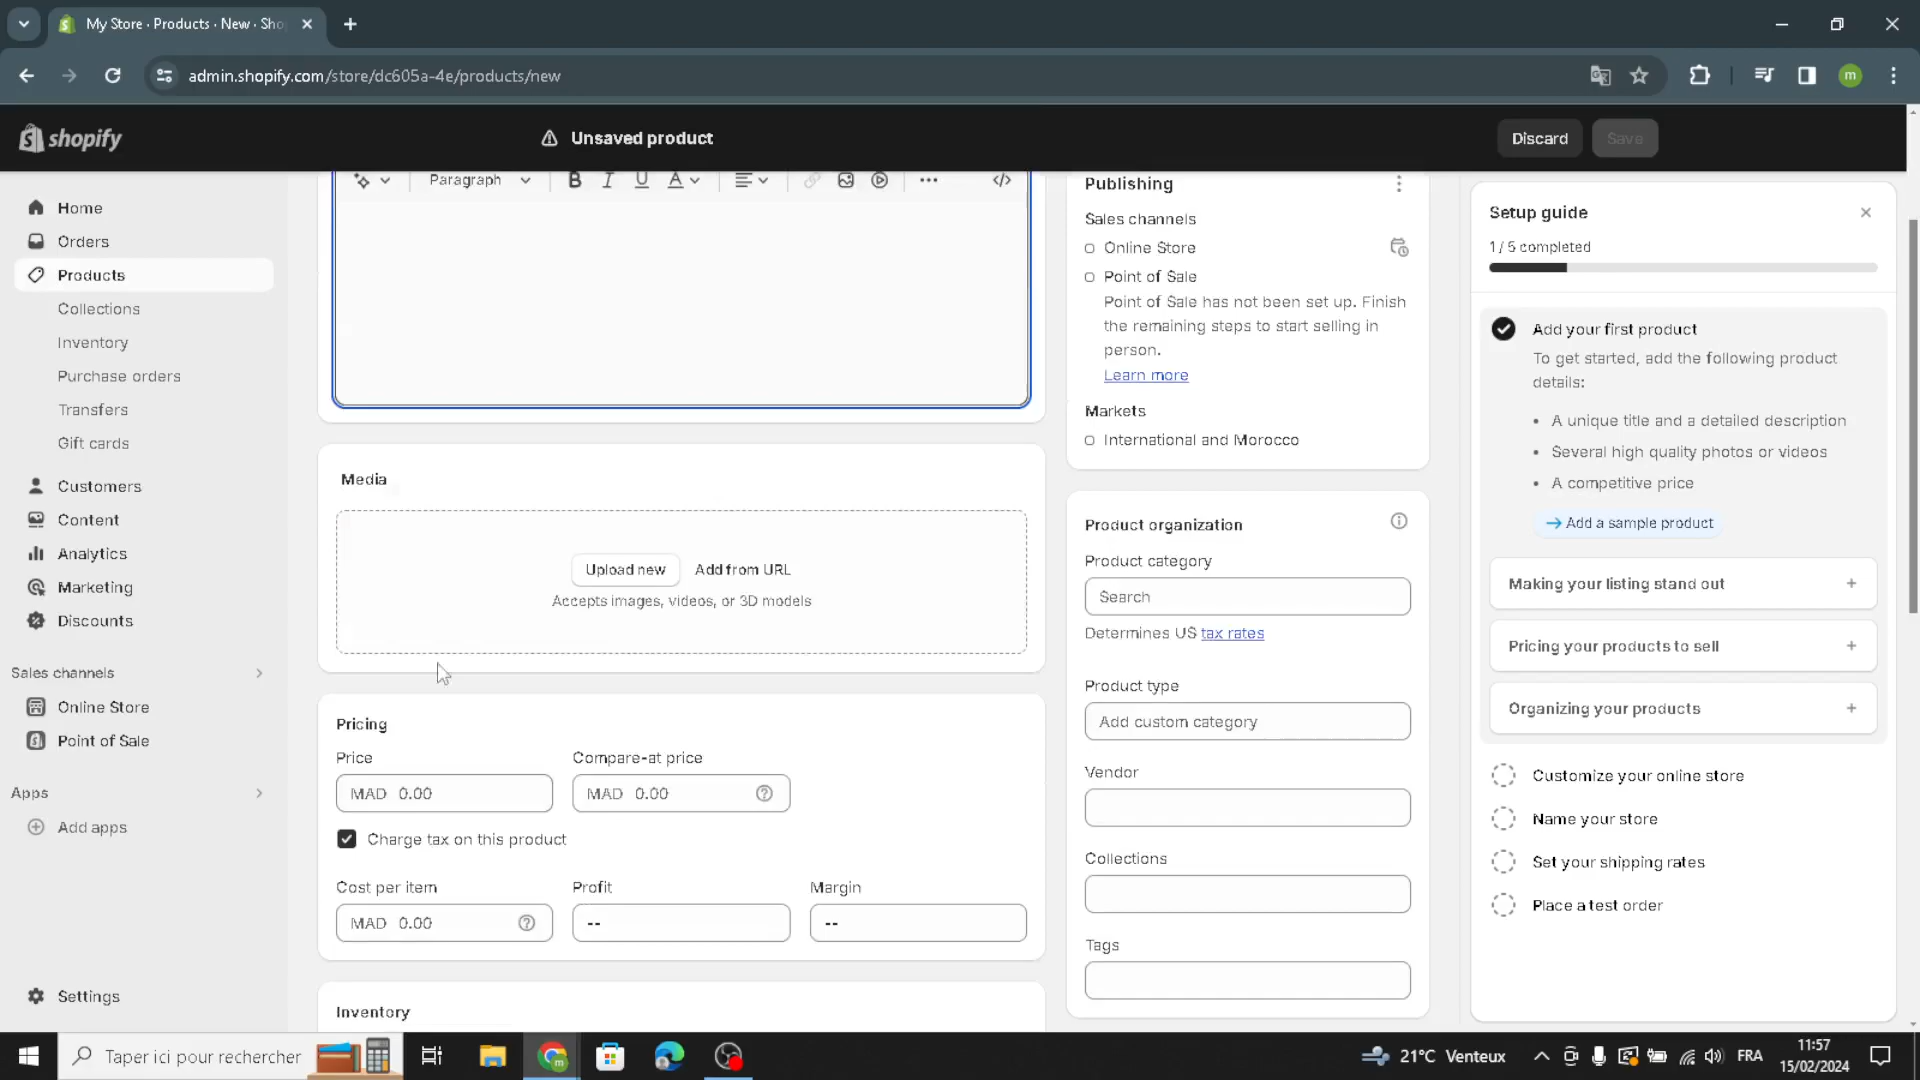 My Store · Products · New · Sho
admin.shopify.com/store/dc605a-4e/products/new
m
shopify
Unsaved product
Discard
Save
Home
Orders
Products
Collections
Inventory
Purchase orders
Transfers
Gift cards
Customers
Content
Analytics
Marketing
Discounts
Sales channels
Online Store
Point of Sale
Apps
Add apps
Settings
Paragraph
B I U A
Media
Upload new Add from URL
Accepts images, videos, or 3D models
Pricing
Price Compare-at price
MAD 0.00 MAD 0.00
Charge tax on this product
Cost per item Profit Margin
MAD 0.00 -- --
Inventory
Publishing
Sales channels
Online Store
Point of Sale
Point of Sale has not been set up. Finish
the remaining steps to start selling in
person.
Learn more
Markets
International and Morocco
Product organization
Product category
Search
Determines US tax rates
Product type
Add custom category
Vendor
Collections
Tags
Setup guide
1 / 5 completed
Add your first product
To get started, add the following product
details:
• A unique title and a detailed description
• Several high quality photos or videos
• A competitive price
Add a sample product
Making your listing stand out
Pricing your products to sell
Organizing your products
Customize your online store
Name your store
Set your shipping rates
Place a test order
Taper ici pour rechercher
21°C Venteux
FRA
11:57
15/02/2024